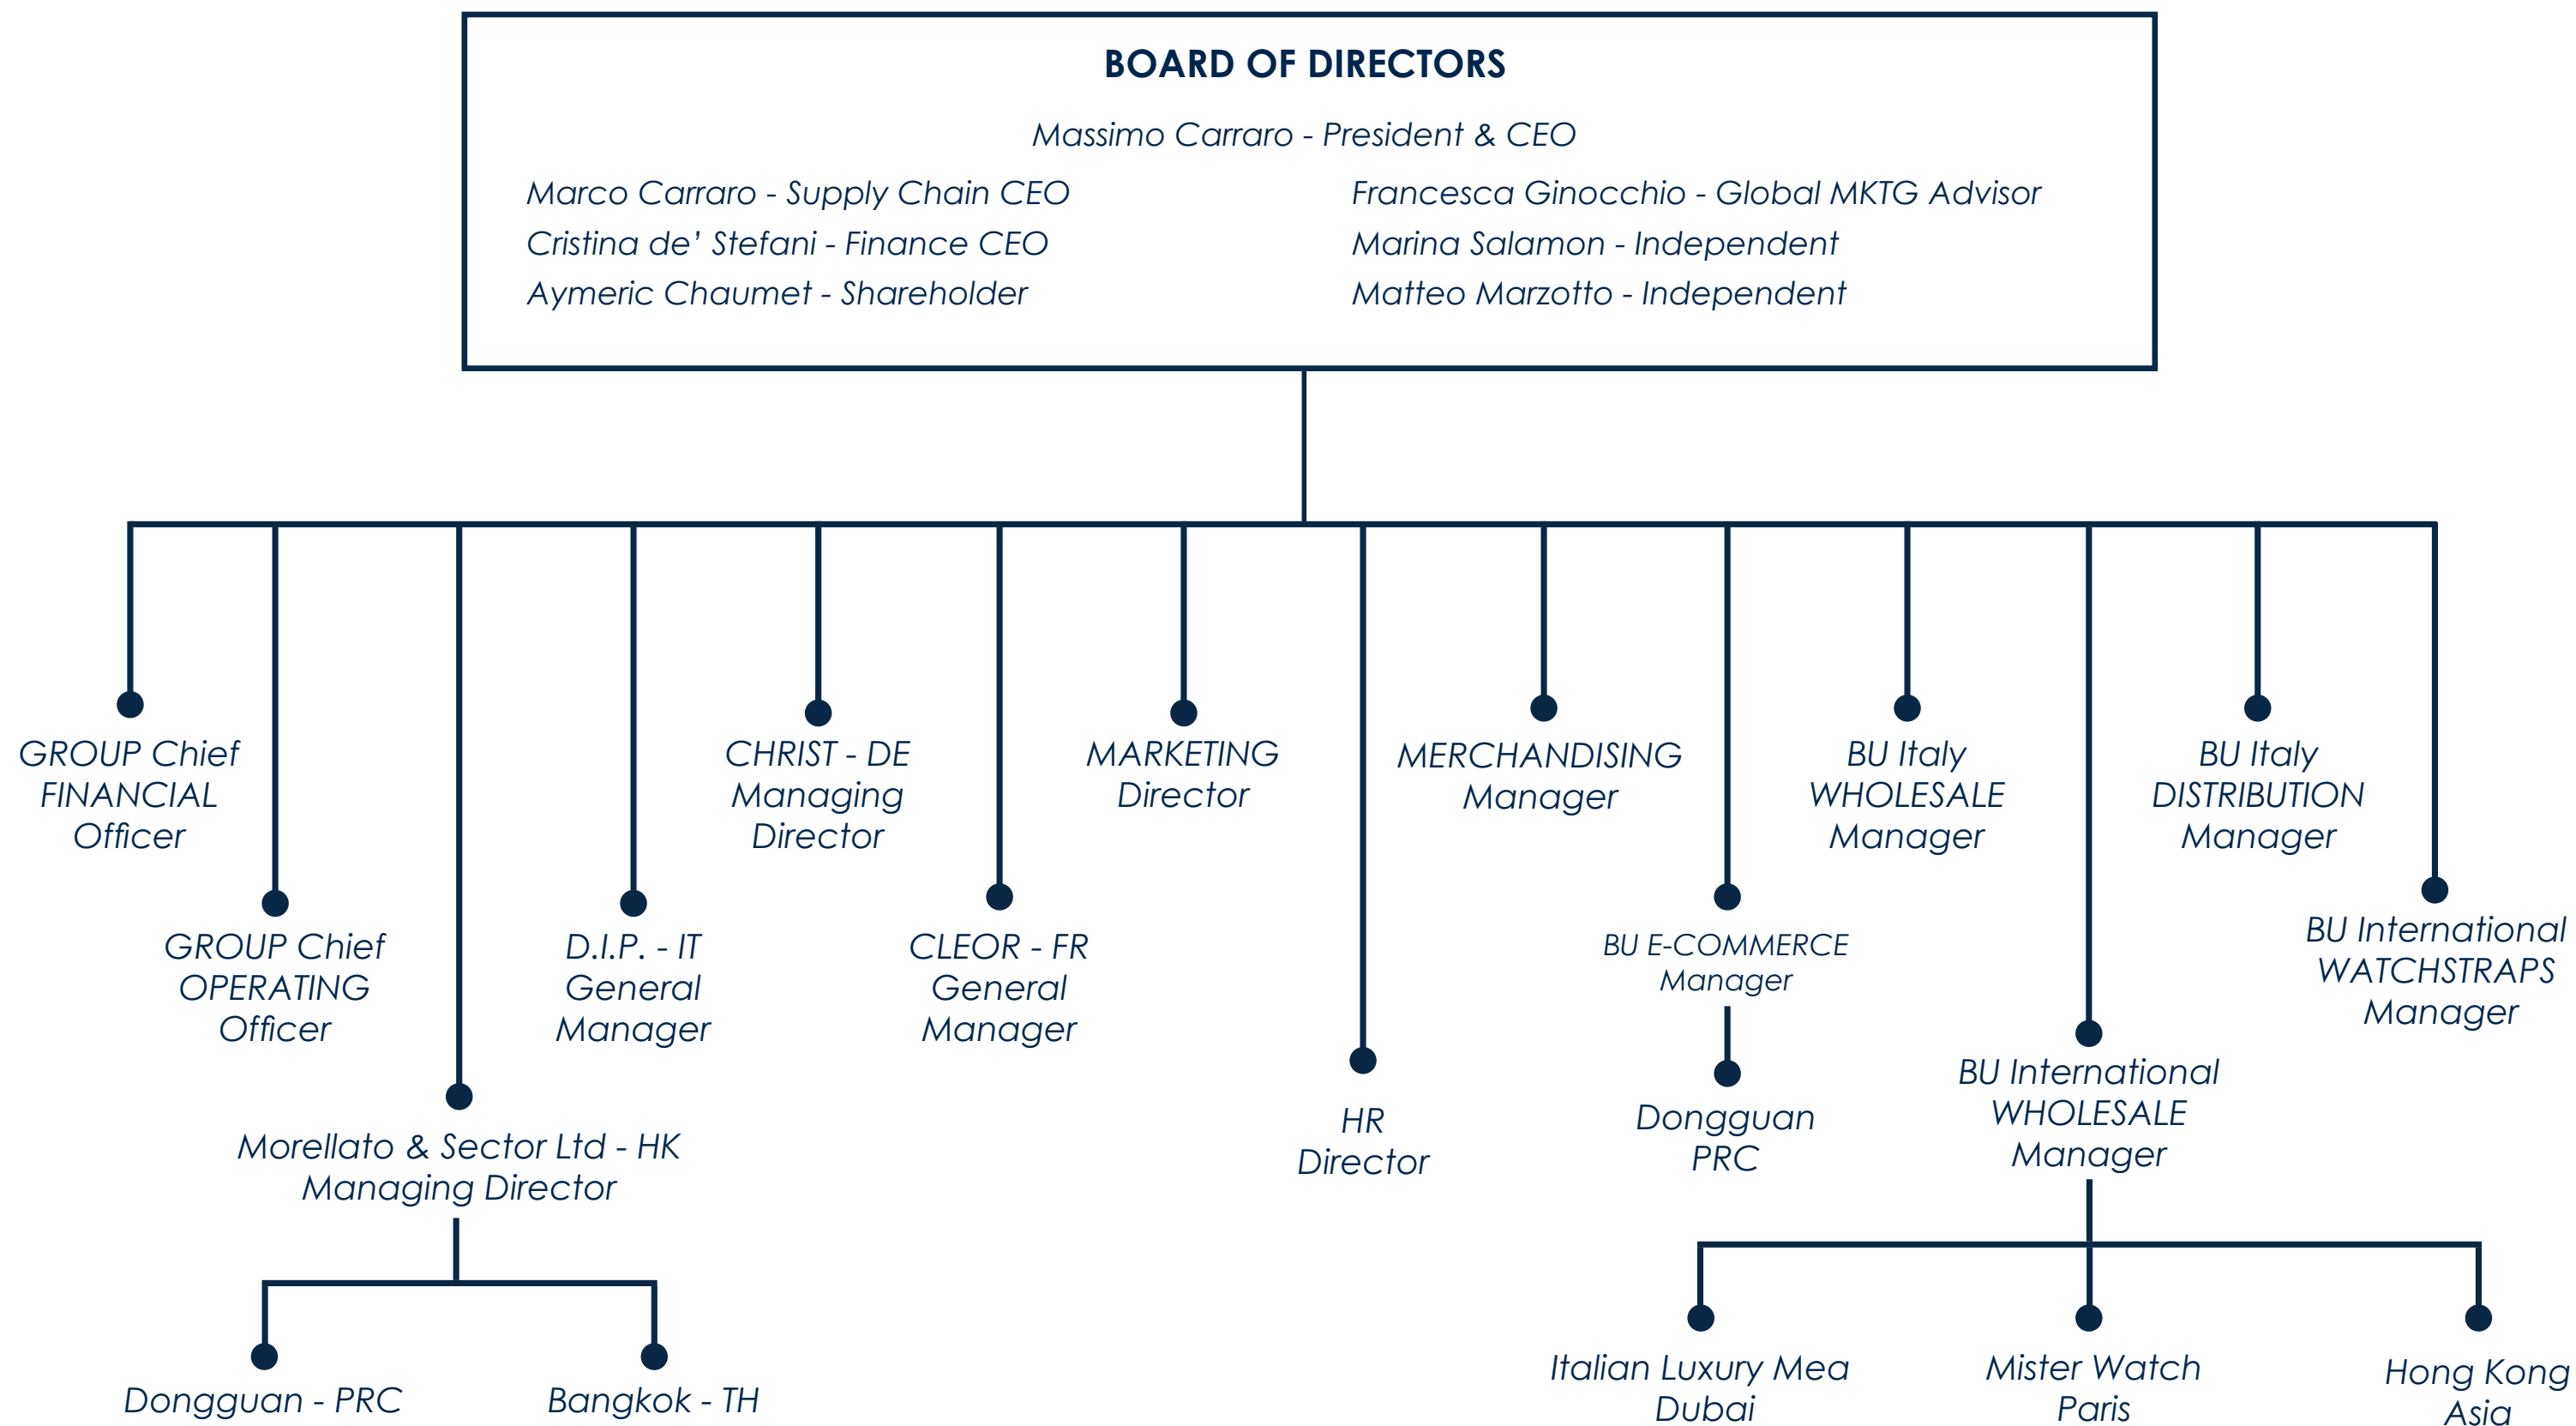 BOARD OF DIRECTORS
Massimo Carraro - President & CEO
Marco Carraro - Supply Chain CEO
Cristina de’ Stefani - Finance CEO
Aymeric Chaumet - Shareholder
Francesca Ginocchio - Global MKTG Advisor
Marina Salamon - Independent
Matteo Marzotto - Independent
GROUP Chief
FINANCIAL
Officer
GROUP Chief
OPERATING
Officer
Morellato & Sector Ltd - HK
Managing Director
Dongguan - PRC
Bangkok - TH
D.I.P. - IT
General
Manager
CHRIST - DE
Managing
Director
CLEOR - FR
General
Manager
MARKETING
Director
HR
Director
MERCHANDISING
Manager
BU E-COMMERCE
Manager
Dongguan
PRC
BU Italy
WHOLESALE
Manager
BU International
WHOLESALE
Manager
Italian Luxury Mea
Dubai
Mister Watch
Paris
Hong Kong
Asia
BU Italy
DISTRIBUTION
Manager
BU International
WATCHSTRAPS
Manager